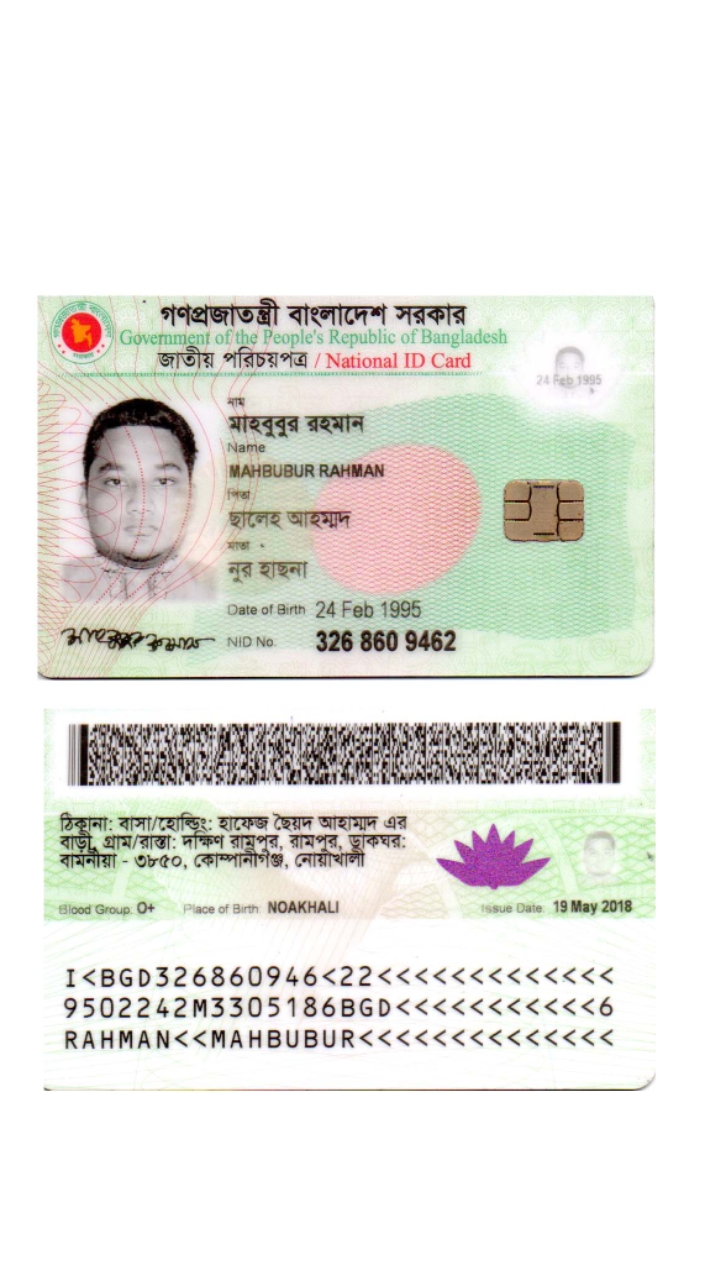 গণপ্রজাতন্ত্রী বাংলাদেশ সরকার
Government of the People's Republic of Bangladesh
জাতীয় পরিচয়পত্র / National ID Card
24 Feb 1995
নাম
মাহবুবুর রহমান
Name
MAHBUBUR RAHMAN
পিতা
ছালেহ আহম্মদ
মাতা
নুর হাছনা
Date of Birth 24 Feb 1995
NID No. 326 860 9462
ঠিকানা: বাসা/হোল্ডিং: হাফেজ ছৈয়দ আহাম্মদ এর
বাড়ী, গ্রাম/রাস্তা: দক্ষিণ রামপুর, রামপুর, ডাকঘর:
বামনীয়া - ৩৮৫০, কোম্পানীগঞ্জ, নোয়াখালী
Blood Group: O+ Place of Birth: NOAKHALI Issue Date: 19 May 2018
I<BGD326860946<22<<<<<<<<<<<<<
9502242M3305186BGD<<<<<<<<<<<6
RAHMAN<<MAHBUBUR<<<<<<<<<<<<<<